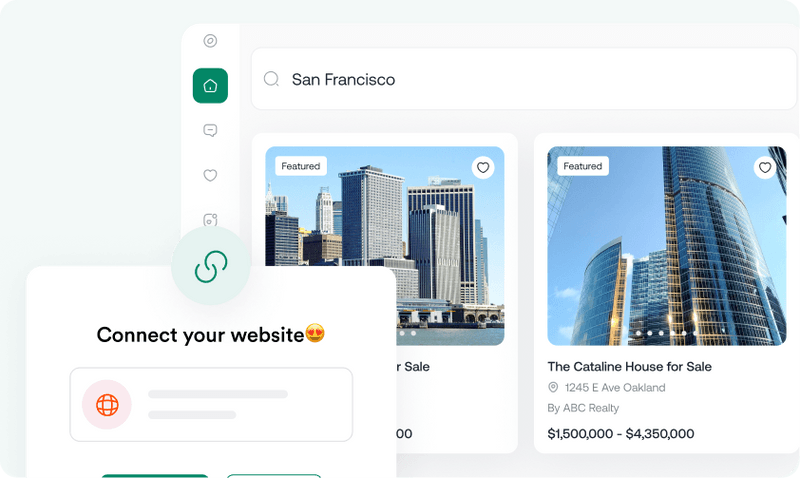 San Francisco
Featured
Featured
Connect your website😍
r Sale
The Cataline House for Sale
1245 E Ave Oakland
By ABC Realty
00
$1,500,000 - $4,350,000